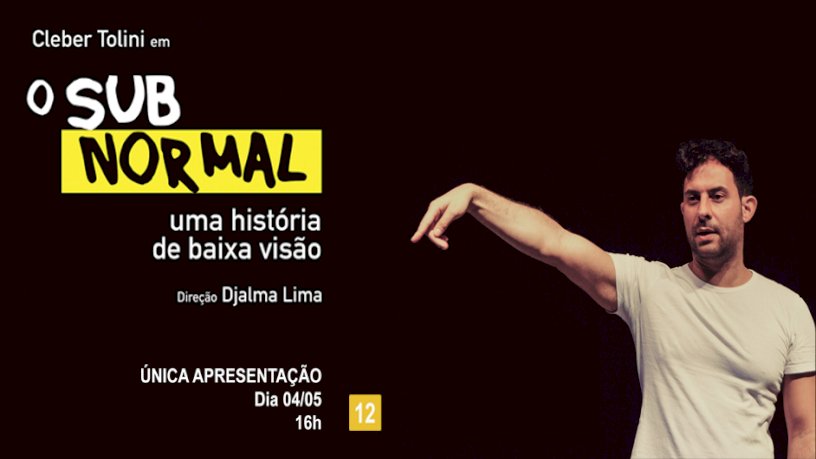 Cleber Tolini em
O SUB
NORMAL
uma história
de baixa visão
Direção Djalma Lima
ÚNICA APRESENTAÇÃO
Dia 04/05
16h
12